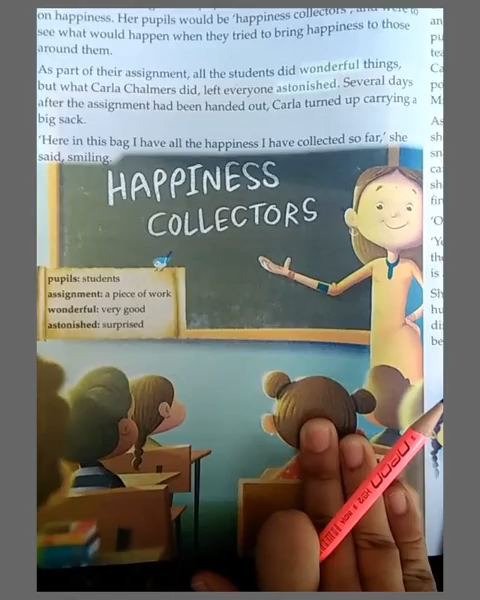 on happiness. Her pupils would be 'happiness collectors', and were to
see what would happen when they tried to bring happiness to those
around them.
As part of their assignment, all the students did wonderful things,
but what Carla Chalmers did, left everyone astonished. Several days
after the assignment had been handed out, Carla turned up carrying a
big sack.
'Here in this bag I have all the happiness I have collected so far,' she
said, smiling.
HAPPINESS
COLLECTORS
pupils: students
assignment: a piece of work
wonderful: very good
astonished: surprised